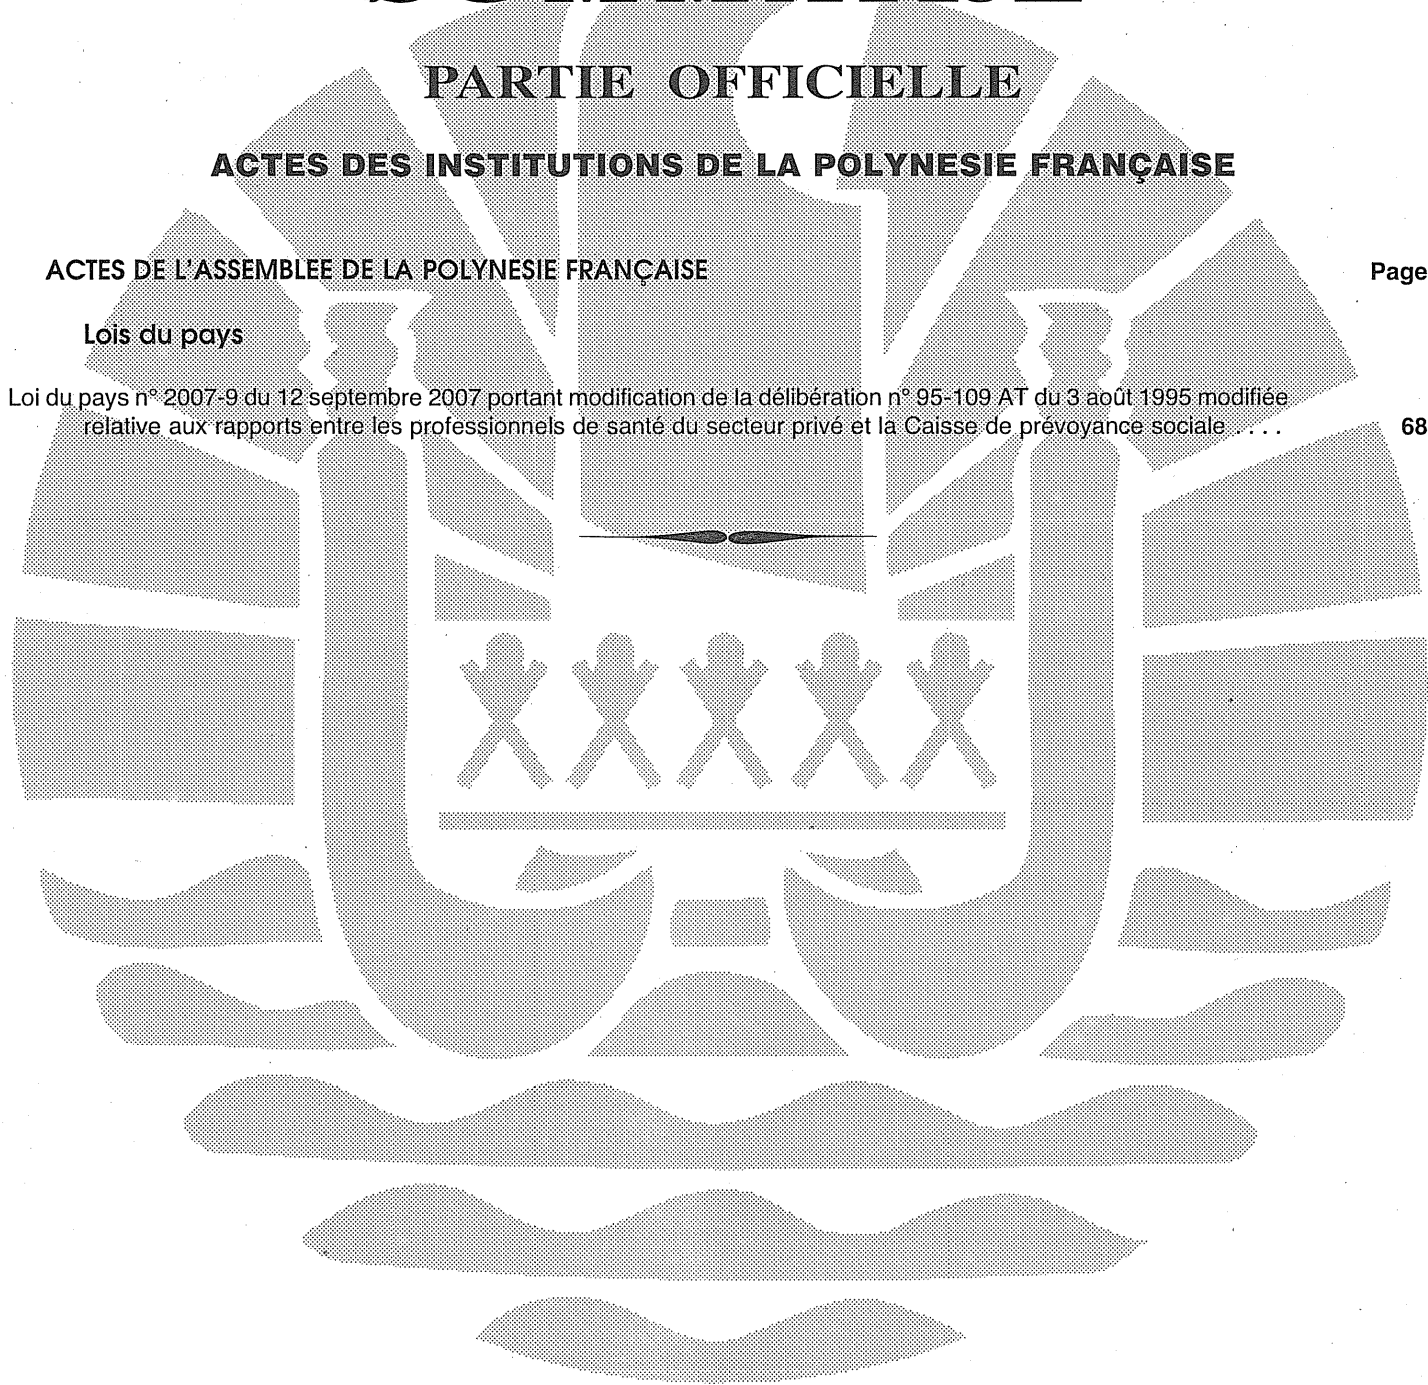 PARTIE OFFICIELLE
ACTES DES INSTITUTIONS DE LA POLYNESIE FRANÇAISE
ACTES DE L'ASSEMBLEE DE LA POLYNESIE FRANÇAISE Page
Lois du pays
Loi du pays n° 2007-9 du 12 septembre 2007 portant modification de la délibération n° 95-109 AT du 3 août 1995 modifiée
relative aux rapports entre les professionnels de santé du secteur privé et la Caisse de prévoyance sociale .... 68